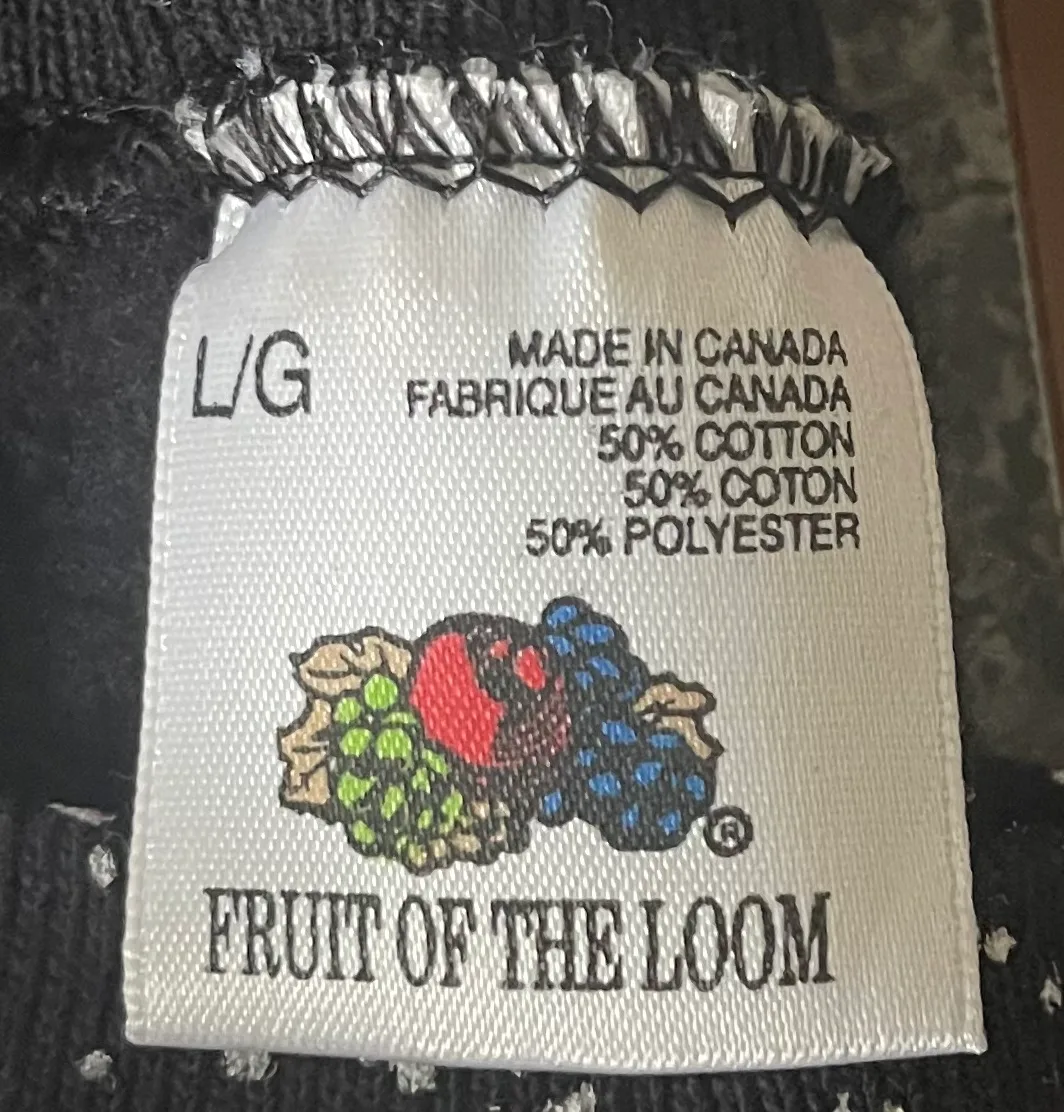 L/G
MADE IN CANADA
FABRIQUE AU CANADA
50% COTTON
50% COTON
50% POLYESTER
®
FRUIT OF THE LOOM